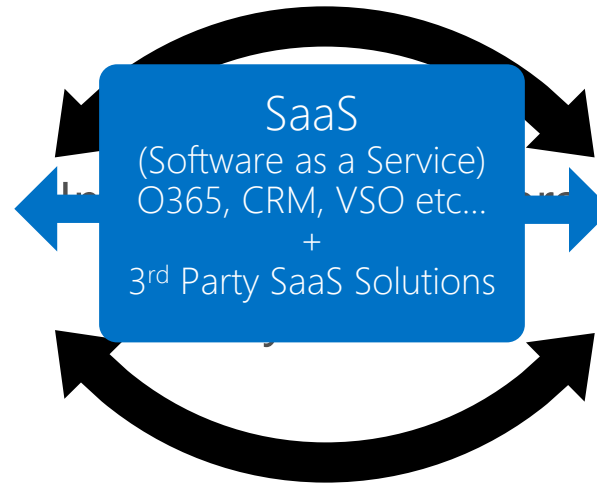 SaaS
(Software as a Service)
O365, CRM, VSO etc...
+
3rd Party SaaS Solutions